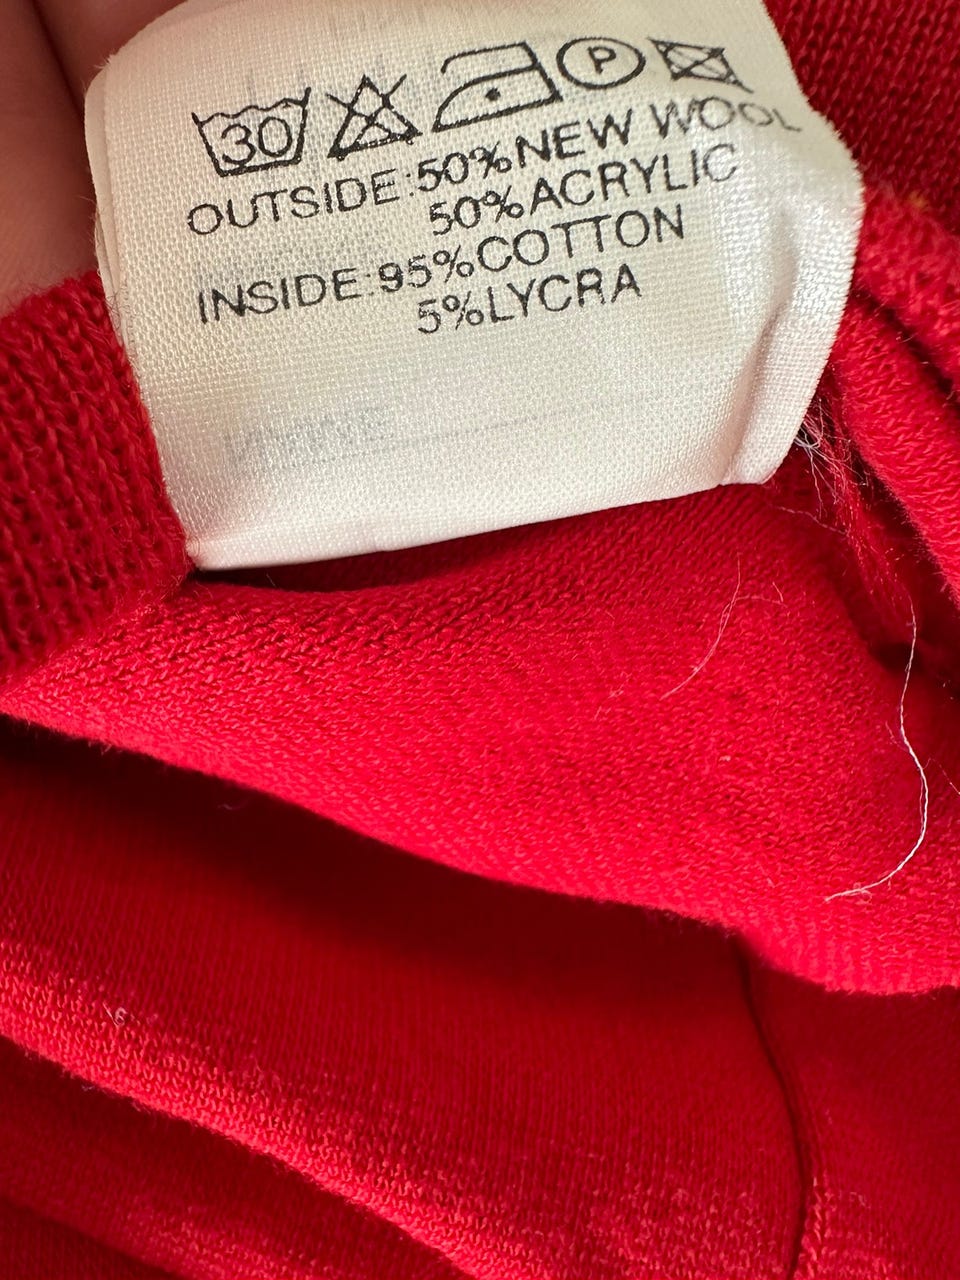 30 P
OUTSIDE:50%NEW WOOL
50%ACRYLIC
INSIDE:95%COTTON
5%LYCRA